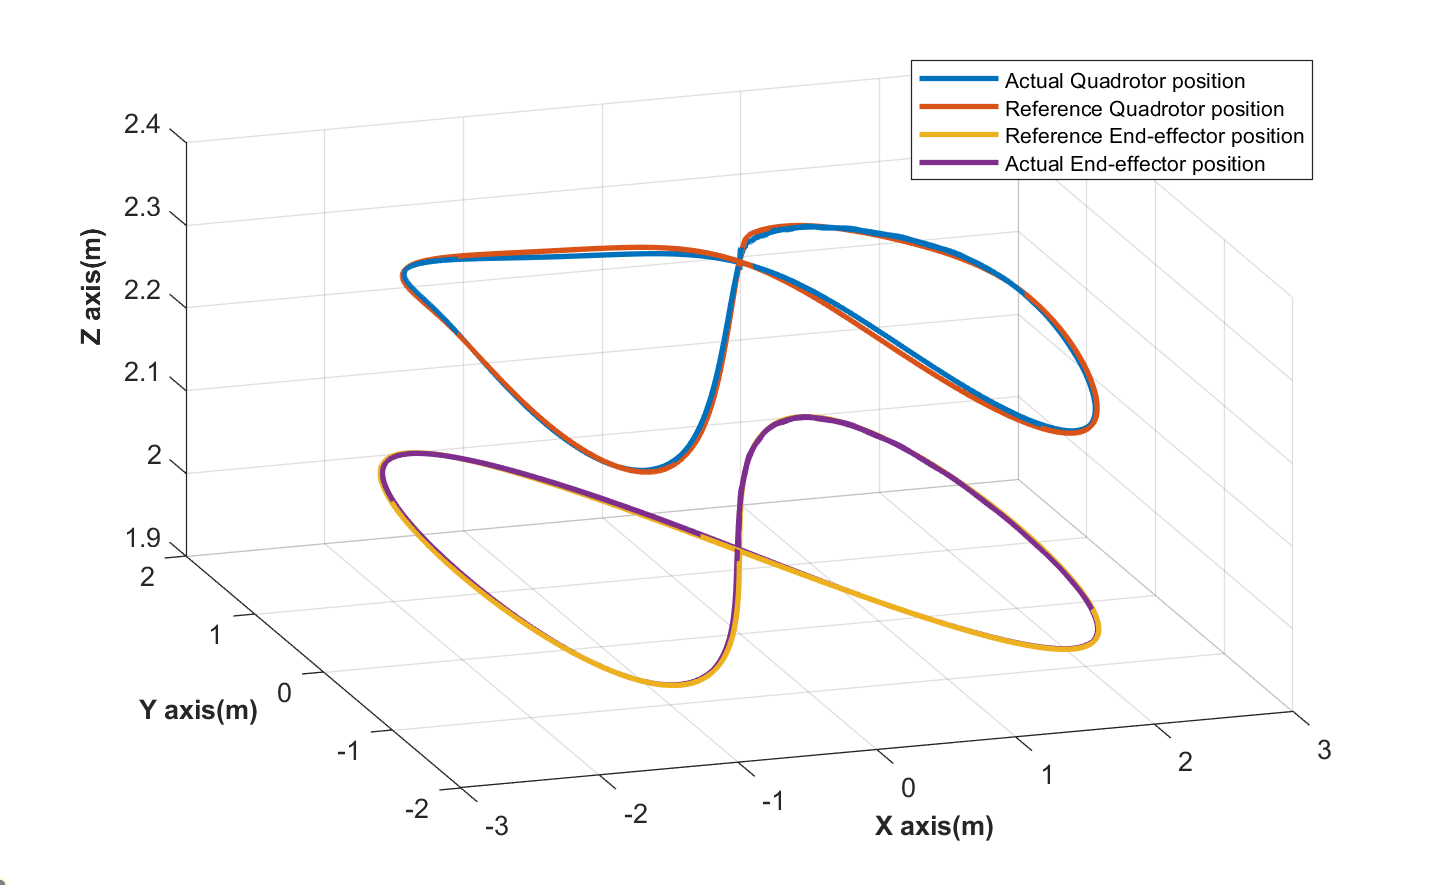 Actual Quadrotor position
Reference Quadrotor position
Reference End-effector position
Actual End-effector position
2.4
2.3
2.2
2.1
2
1.9
Z axis(m)
2
1
0
-1
-2
Y axis(m)
-3
-2
-1
0
1
2
3
X axis(m)